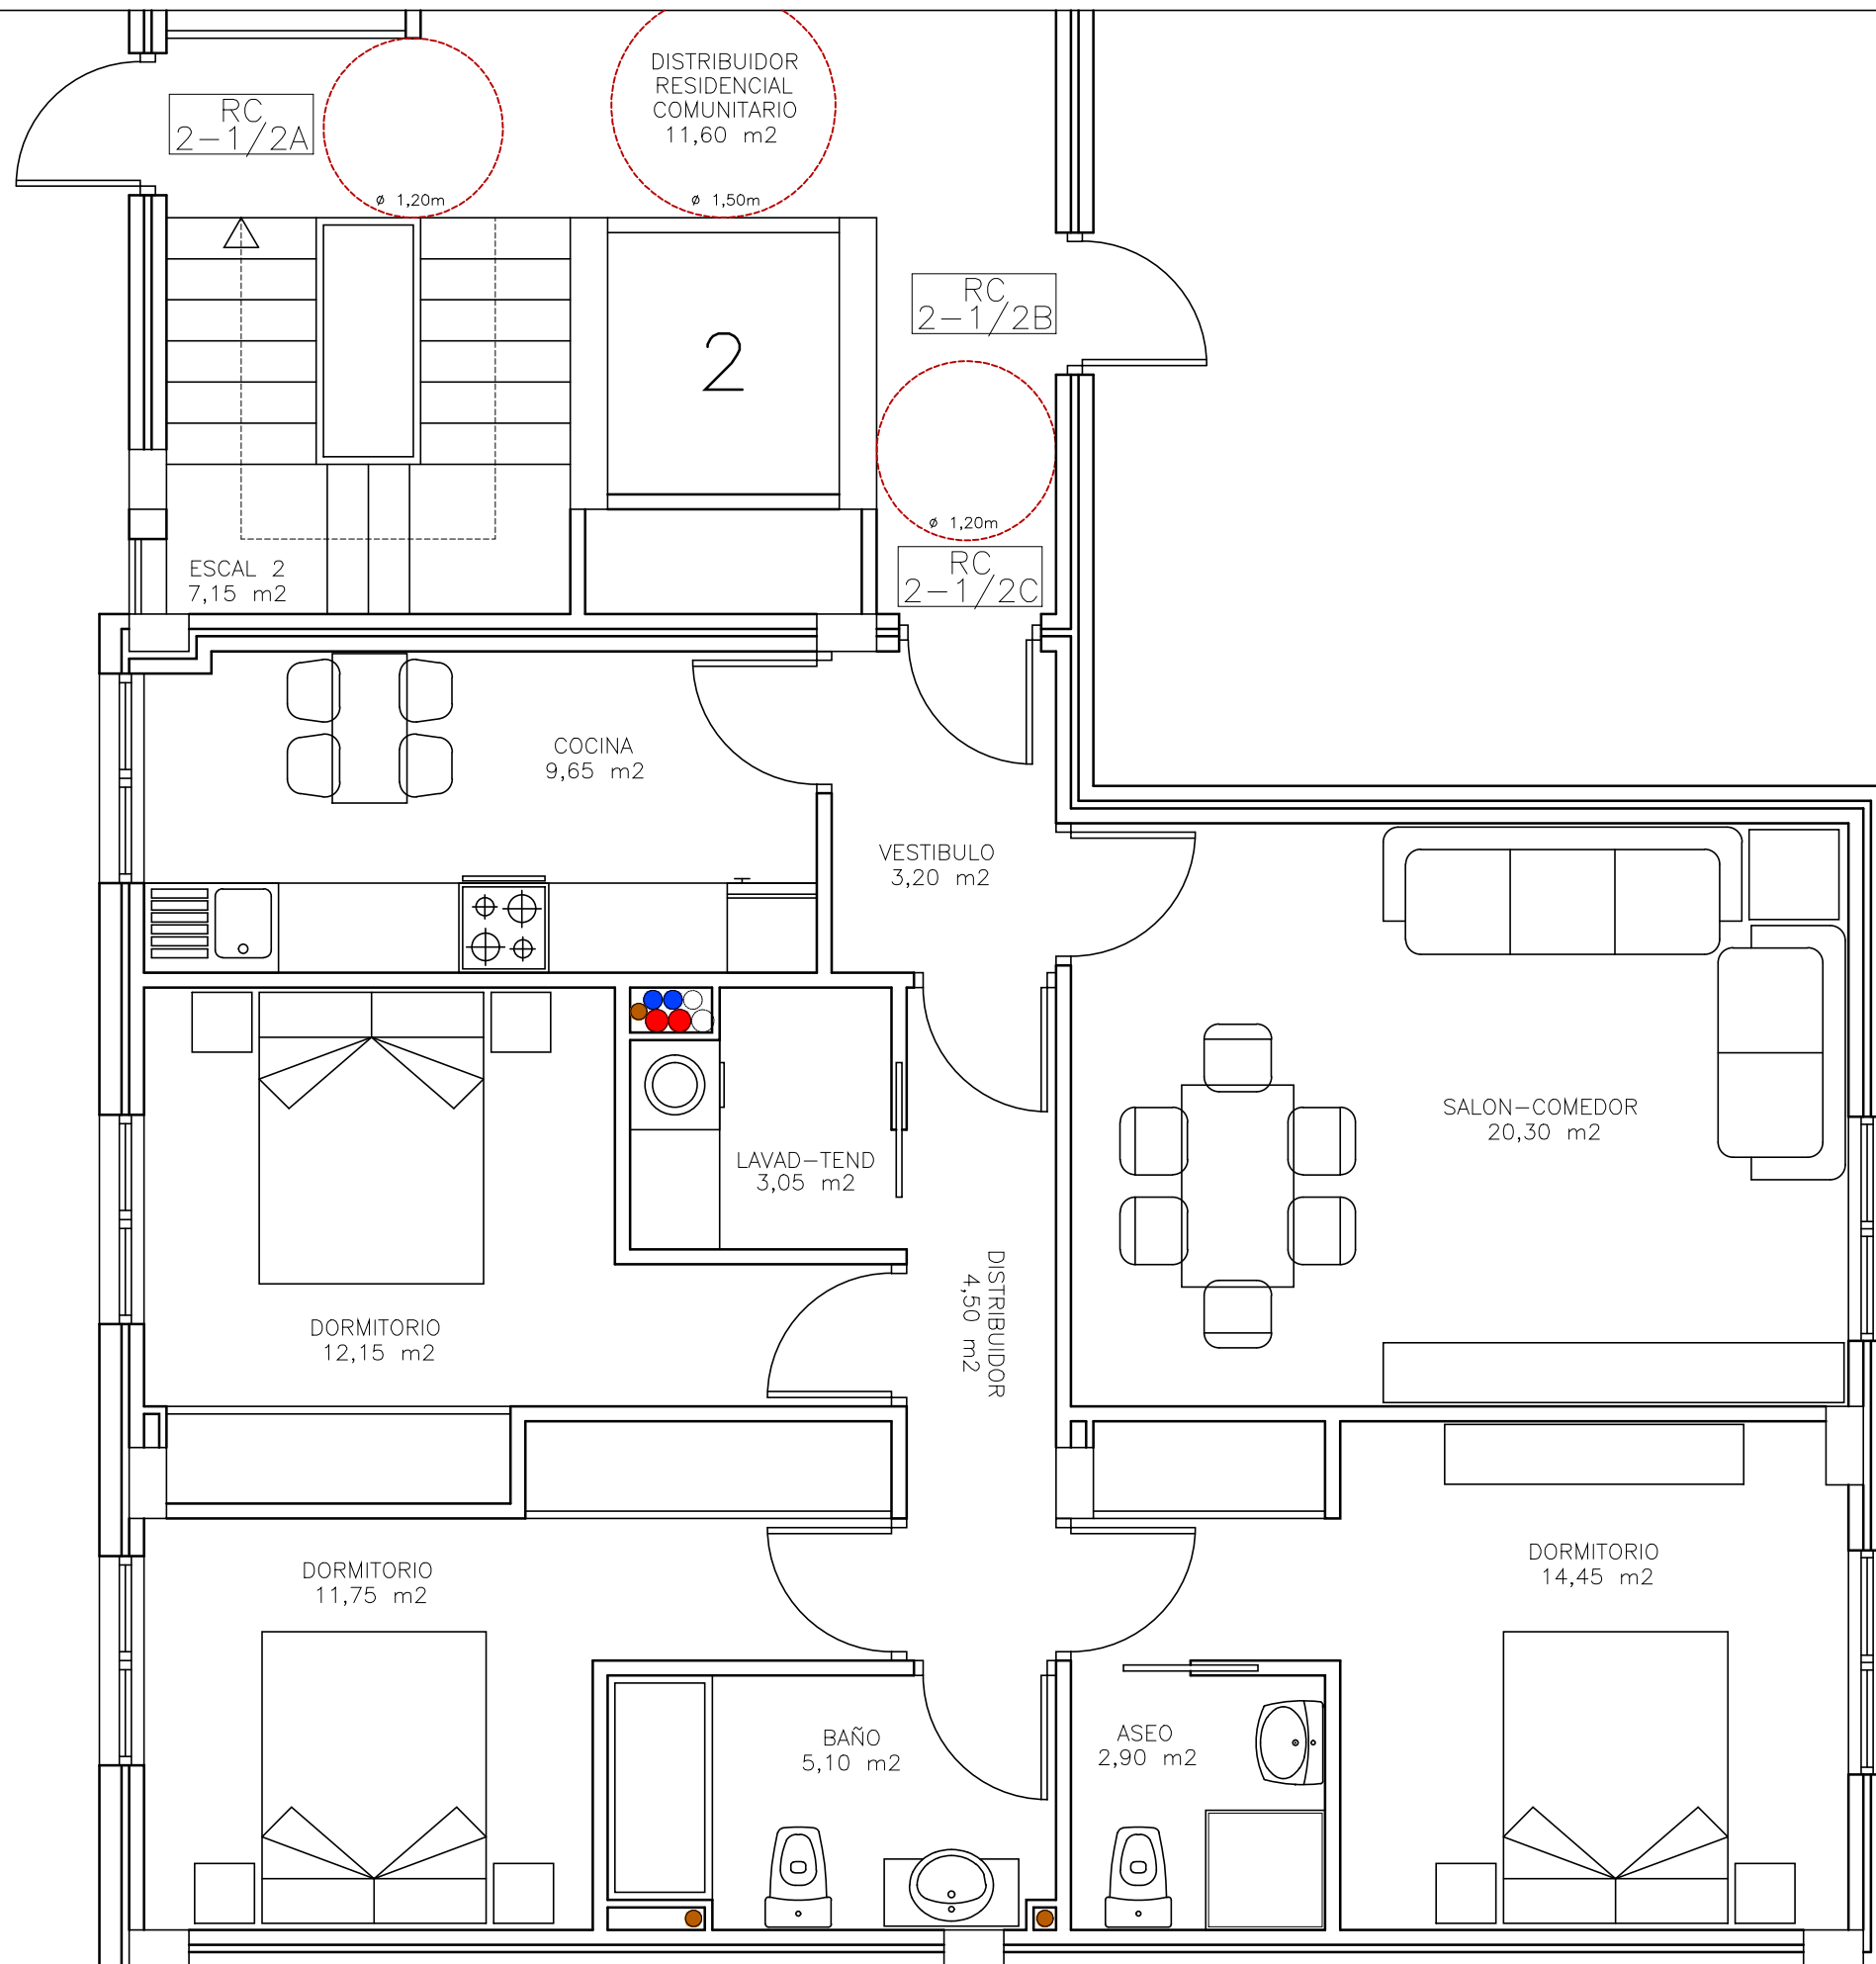 DISTRIBUIDOR
RESIDENCIAL
COMUNITARIO
11,60 m2
RC
2-1/2A
ø 1,20m
ø 1,50m
RC
2-1/2B
2
ø 1,20m
RC
2-1/2C
ESCAL 2
7,15 m2
COCINA
9,65 m2
VESTIBULO
3,20 m2
SALON-COMEDOR
20,30 m2
LAVAD-TEND
3,05 m2
DISTRIBUIDOR
4,50 m2
DORMITORIO
12,15 m2
DORMITORIO
11,75 m2
DORMITORIO
14,45 m2
BAÑO
5,10 m2
ASEO
2,90 m2